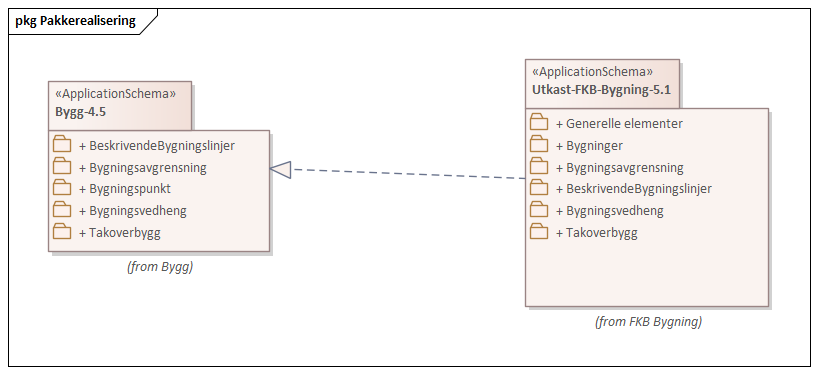 pkg Pakkerealisering
«ApplicationSchema»
Bygg-4.5
+ BeskrivendeBygningslinjer
+ Bygningsavgrensning
+ Bygningspunkt
+ Bygningsvedheng
+ Takoverbygg
(from Bygg)
«ApplicationSchema»
Utkast-FKB-Bygning-5.1
+ Generelle elementer
+ Bygninger
+ Bygningsavgrensning
+ BeskrivendeBygningslinjer
+ Bygningsvedheng
+ Takoverbygg
(from FKB Bygning)